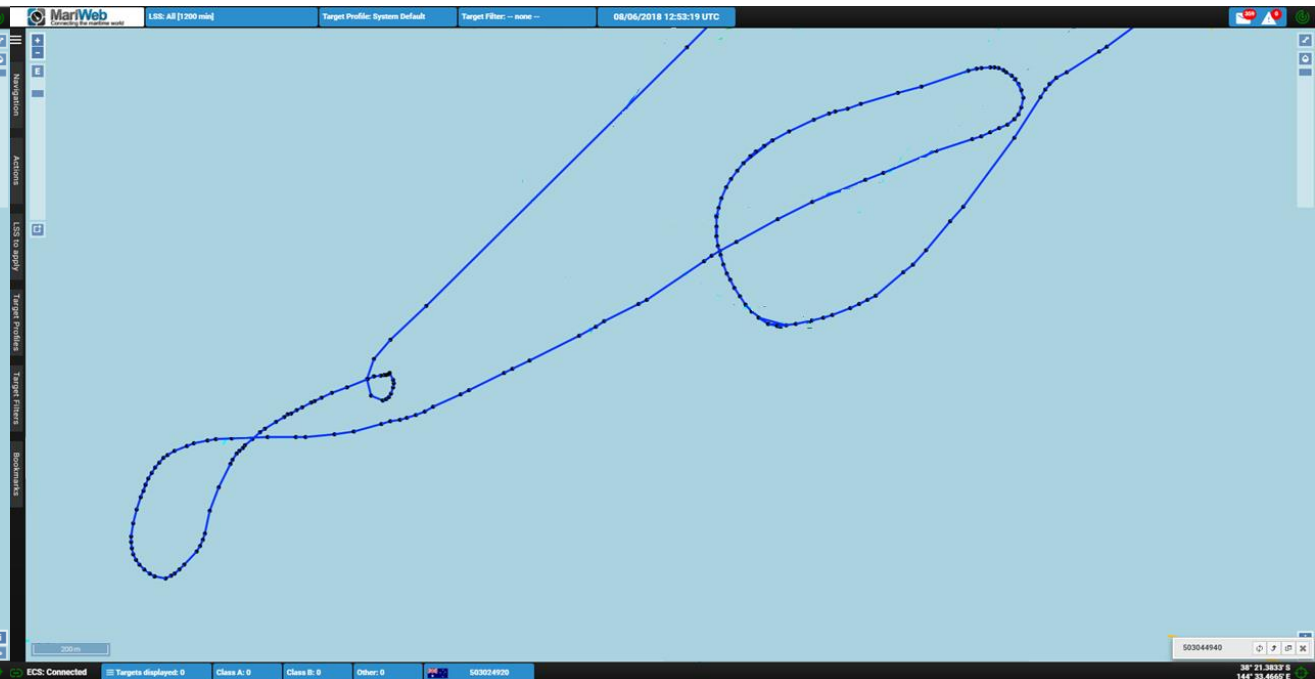 MariWeb
Connecting the maritime world
LSS: All [1200 min]
Target Profile: System Default
Target Filter: -- none --
08/06/2018 12:53:19 UTC
Navigation
Actions
LSS to apply
Target Profiles
Target Filters
Bookmarks
200 m
503044940
ECS: Connected
Targets displayed: 0
Class A: 0
Class B: 0
Other: 0
503024920
38° 21.3833' S
144° 33.4665' E